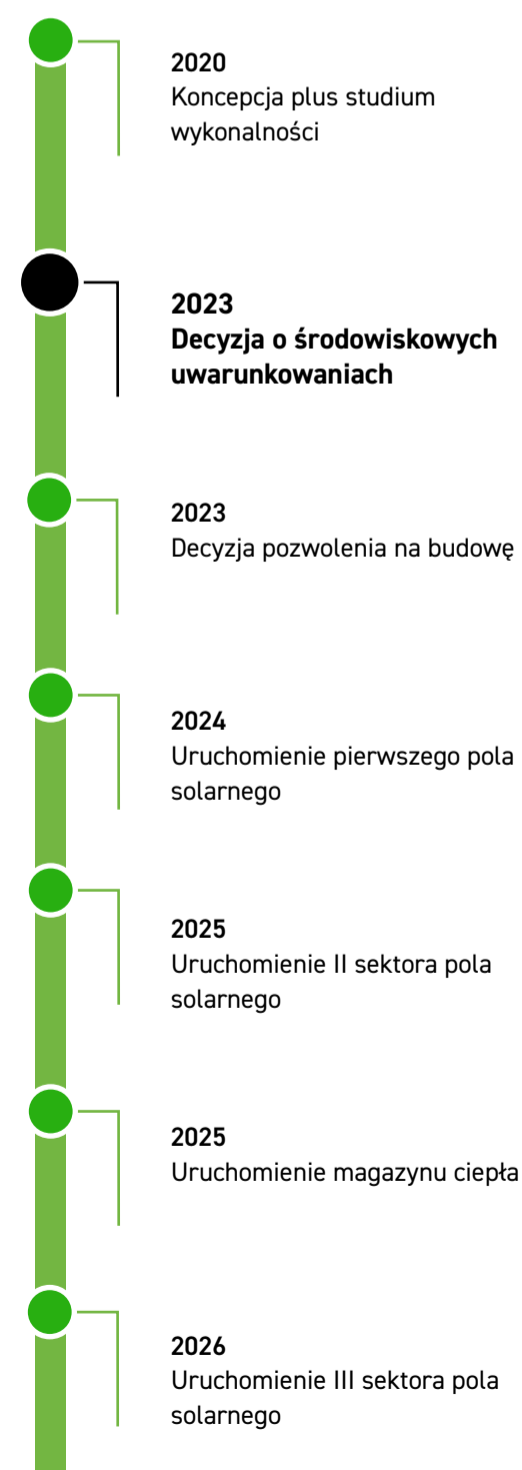 2020
Koncepcja plus studium
wykonalności
2023
Decyzja o środowiskowych
uwarunkowaniach
2023
Decyzja pozwolenia na budowę
2024
Uruchomienie pierwszego pola
solarnego
2025
Uruchomienie II sektora pola
solarnego
2025
Uruchomienie magazynu ciepła
2026
Uruchomienie III sektora pola
solarnego